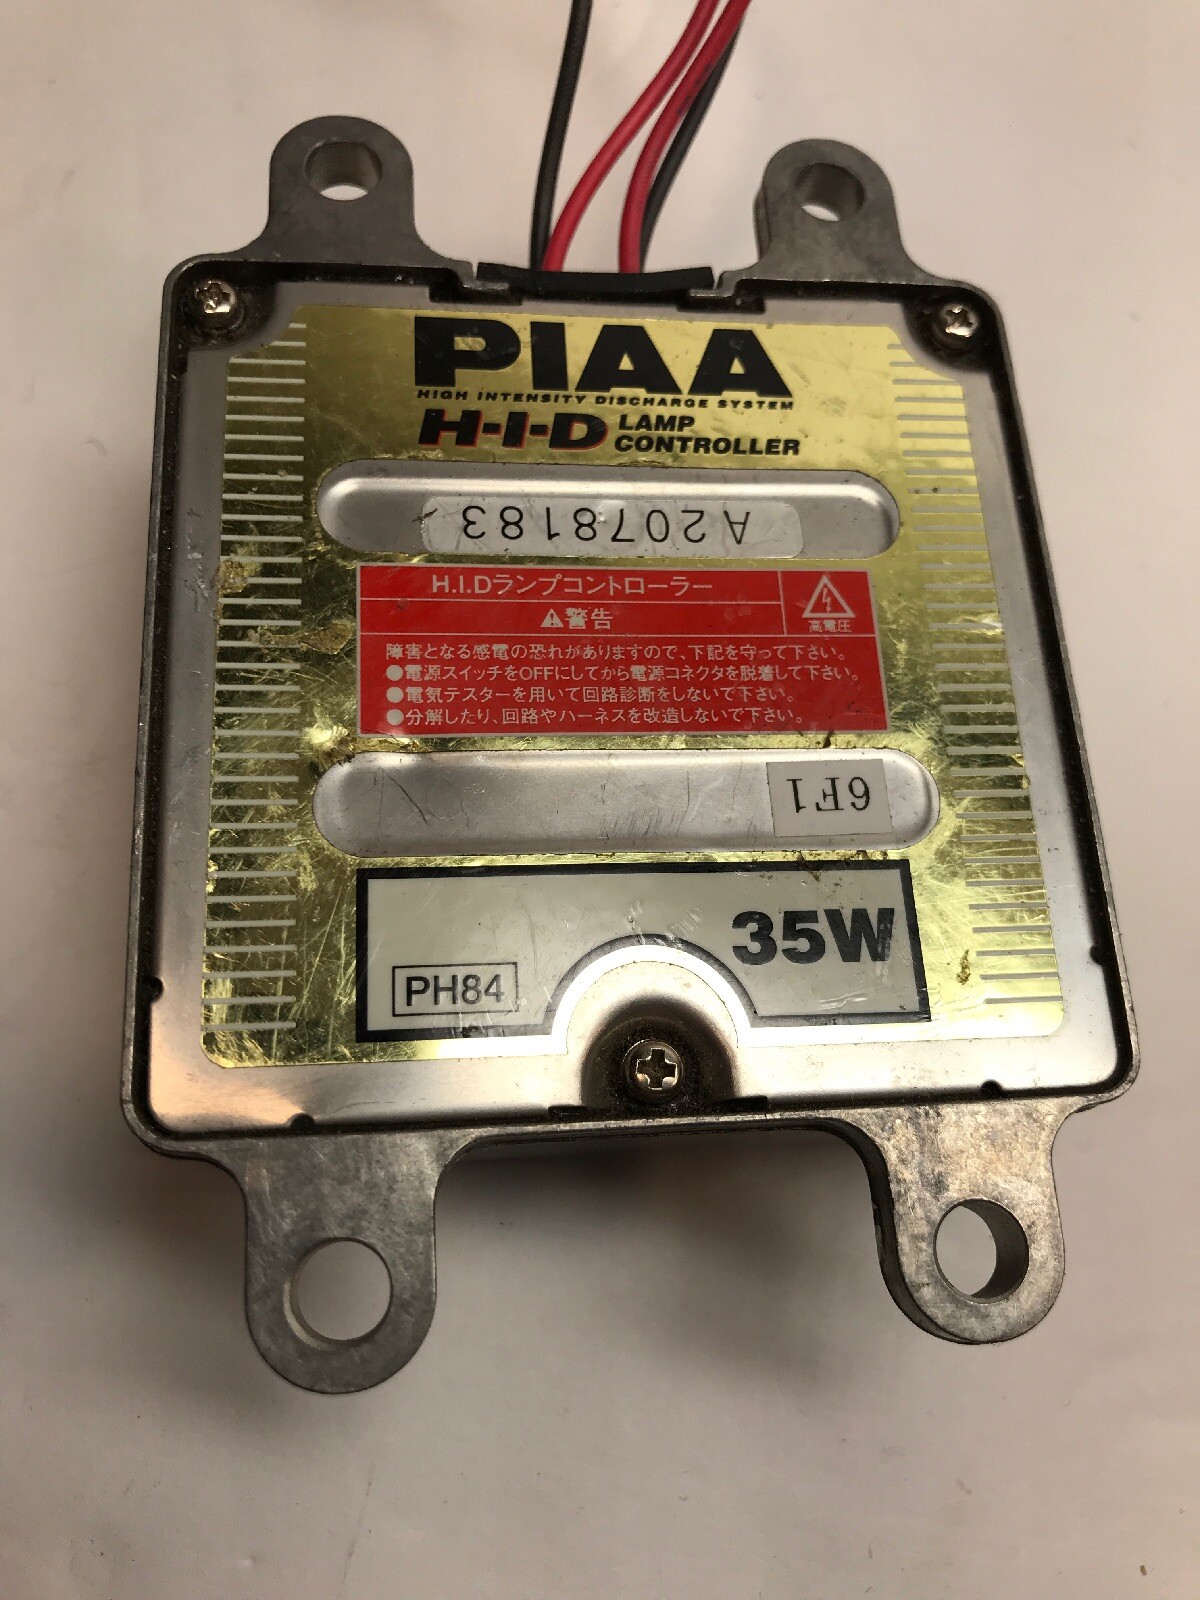 PIAA
HIGH INTENSITY DISCHARGE SYSTEM
H-I-D LAMP CONTROLLER
A2078183
H.I.Dランプコントローラー
警告
高電圧
障害となる感電の恐れがありますので、下記を守って下さい。
●電源スイッチをOFFにしてから電源コネクタを脱着して下さい。
●電気テスターを用いて回路診断をしないで下さい。
●分解したり、回路やハーネスを改造しないで下さい。
6F1
35W
PH84